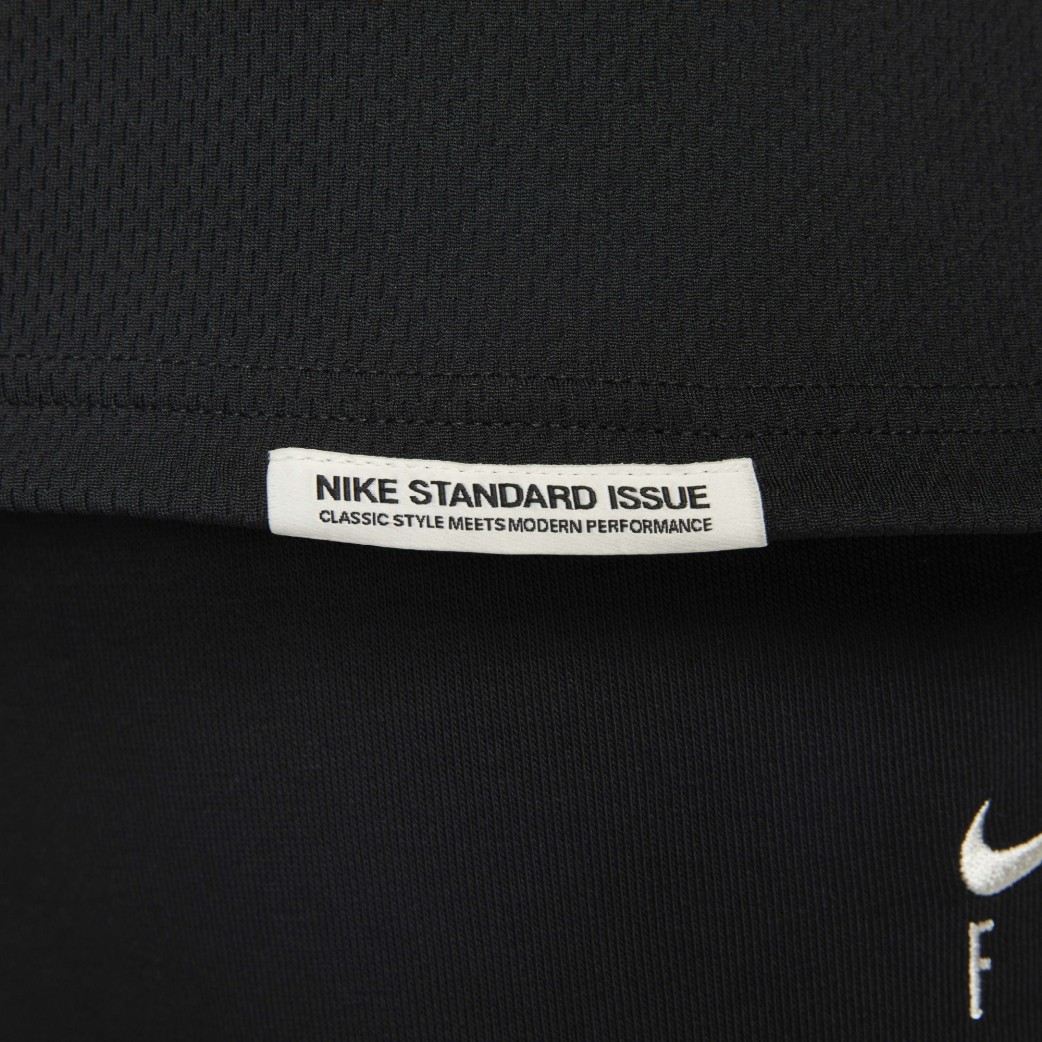 NIKE STANDARD ISSUE
CLASSIC STYLE MEETS MODERN PERFORMANCE
F